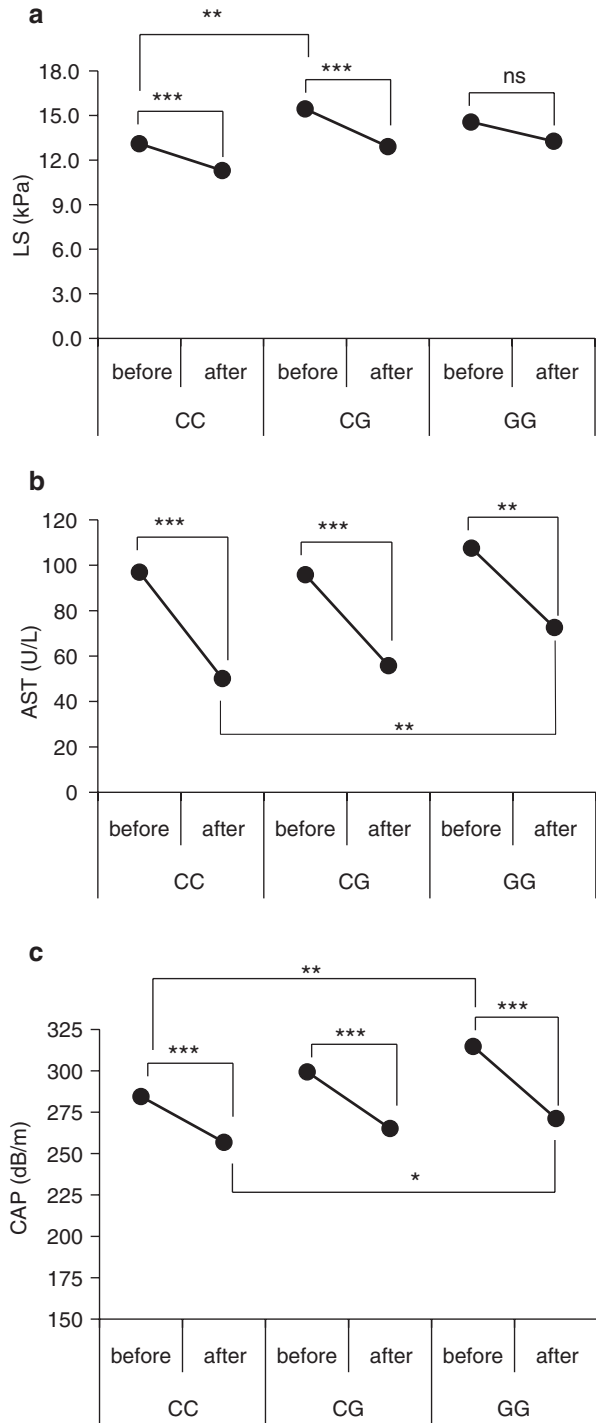 a
**
*** *** ns
18.0
15.0
12.0
9.0
6.0
3.0
0.0
LS (kPa)
before after before after before after
CC CG GG
b
*** *** **
120
100
80
60
40
20
0
AST (U/L)
**
before after before after before after
CC CG GG
c
**
*** *** ***
325
300
275
250
225
200
175
150
CAP (dB/m)
*
before after before after before after
CC CG GG